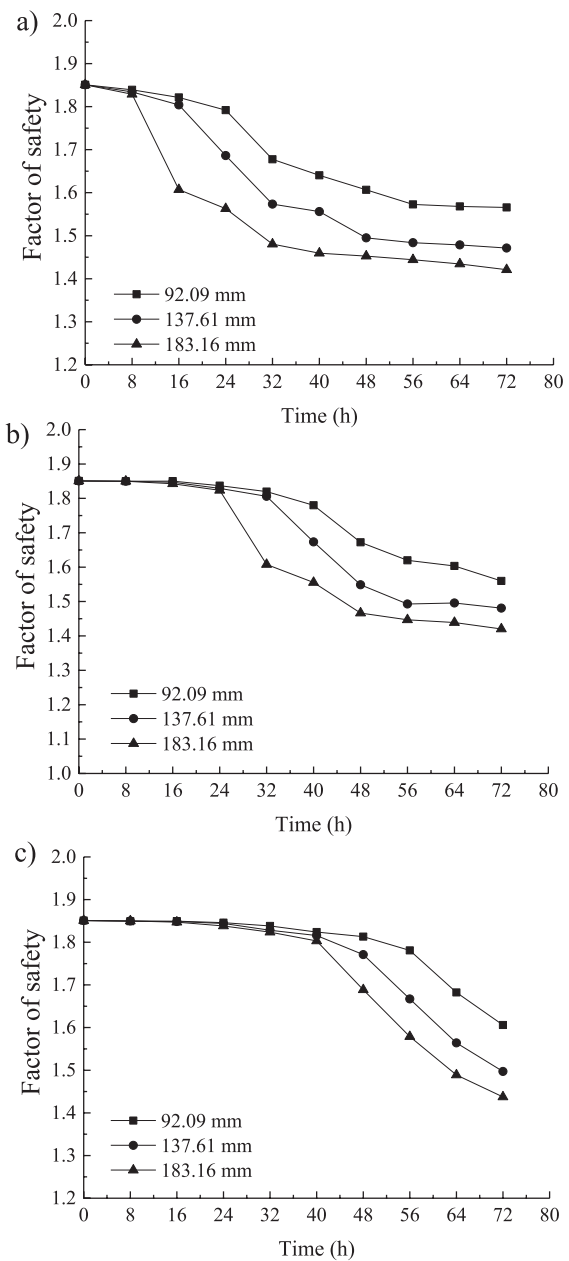 a)
2.0
1.9
1.8
1.7
1.6
1.5
1.4
1.3
1.2
Factor of safety
92.09 mm
137.61 mm
183.16 mm
0 8 16 24 32 40 48 56 64 72 80
Time (h)
b)
2.0
1.9
1.8
1.7
1.6
1.5
1.4
1.3
1.2
1.1
1.0
Factor of safety
92.09 mm
137.61 mm
183.16 mm
0 8 16 24 32 40 48 56 64 72 80
Time (h)
c)
2.0
1.9
1.8
1.7
1.6
1.5
1.4
1.3
1.2
Factor of safety
92.09 mm
137.61 mm
183.16 mm
0 8 16 24 32 40 48 56 64 72 80
Time (h)